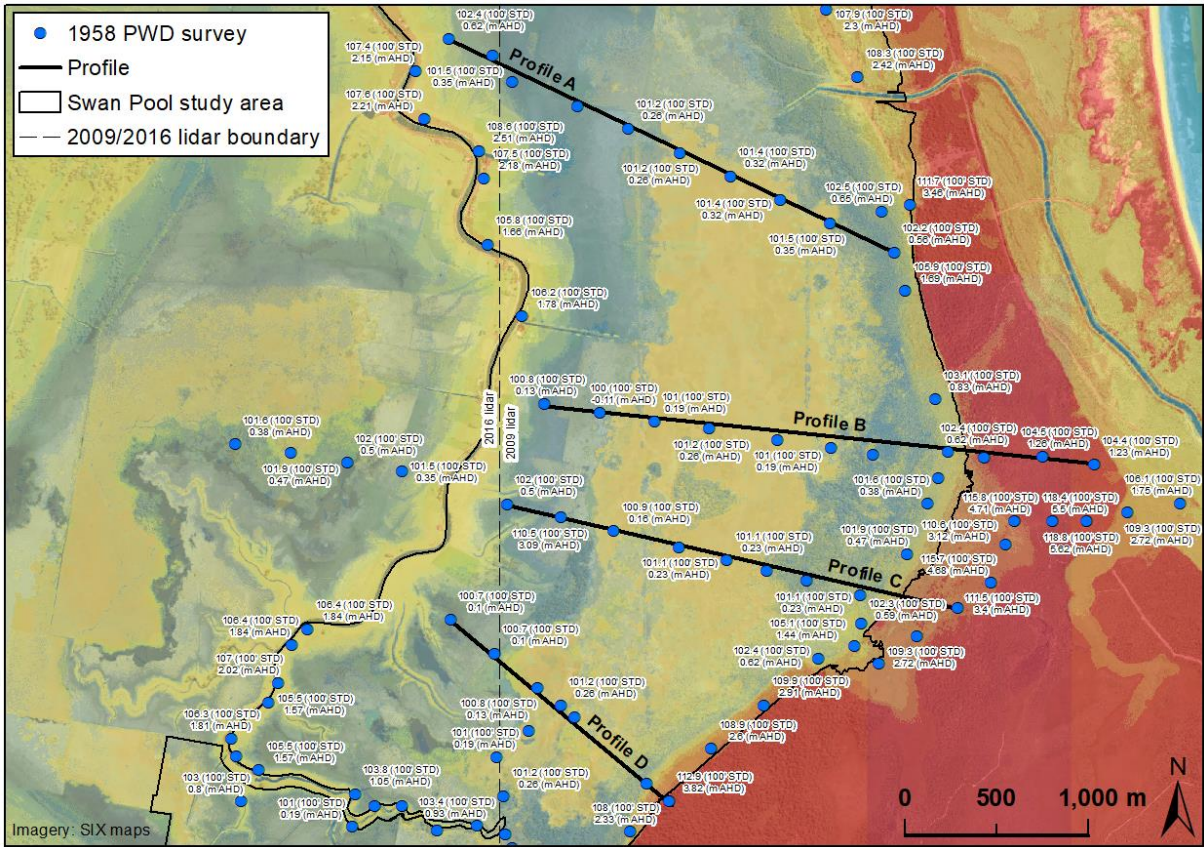 1958 PWD survey
Profile
Swan Pool study area
2009/2016 lidar boundary
102.4 (100' STD)
0.62 (m AHD)
107.4 (100' STD)
2.15 (m AHD)
101.5 (100' STD)
0.35 (m AHD)
Profile A
107.9 (100' STD)
2.3 (m AHD)
108.3 (100' STD)
2.42 (m AHD)
107.6 (100' STD)
2.21 (m AHD)
101.2 (100' STD)
0.26 (m AHD)
108.6 (100' STD)
2.51 (m AHD)
107.5 (100' STD)
2.18 (m AHD)
101.2 (100' STD)
0.26 (m AHD)
101.4 (100' STD)
0.32 (m AHD)
101.4 (100' STD)
0.32 (m AHD)
102.5 (100' STD)
0.65 (m AHD)
111.7 (100' STD)
3.46 (m AHD)
105.8 (100' STD)
1.66 (m AHD)
101.5 (100' STD)
0.35 (m AHD)
102.2 (100' STD)
0.56 (m AHD)
105.9 (100' STD)
1.69 (m AHD)
106.2 (100' STD)
1.78 (m AHD)
2016 lidar
2009 lidar
100.8 (100' STD)
0.13 (m AHD)
100 (100' STD)
-0.11 (m AHD)
101 (100' STD)
0.19 (m AHD)
101.2 (100' STD)
0.26 (m AHD)
101 (100' STD)
0.19 (m AHD)
Profile B
103.1 (100' STD)
0.83 (m AHD)
102.4 (100' STD)
0.62 (m AHD)
104.5 (100' STD)
1.26 (m AHD)
104.4 (100' STD)
1.23 (m AHD)
101.6 (100' STD)
0.38 (m AHD)
101.9 (100' STD)
0.47 (m AHD)
102 (100' STD)
0.5 (m AHD)
101.5 (100' STD)
0.35 (m AHD)
102 (100' STD)
0.5 (m AHD)
110.5 (100' STD)
3.09 (m AHD)
100.9 (100' STD)
0.16 (m AHD)
101.1 (100' STD)
0.23 (m AHD)
101.1 (100' STD)
0.23 (m AHD)
101.6 (100' STD)
0.38 (m AHD)
101.9 (100' STD)
0.47 (m AHD)
110.6 (100' STD)
3.12 (m AHD)
115.8 (100' STD)
4.71 (m AHD)
118.4 (100' STD)
5.5 (m AHD)
118.8 (100' STD)
5.62 (m AHD)
106.1 (100' STD)
1.75 (m AHD)
109.3 (100' STD)
2.72 (m AHD)
115.7 (100' STD)
4.68 (m AHD)
Profile C
101.1 (100' STD)
0.23 (m AHD)
102.3 (100' STD)
0.59 (m AHD)
111.5 (100' STD)
3.4 (m AHD)
105.1 (100' STD)
1.44 (m AHD)
109.3 (100' STD)
2.72 (m AHD)
102.4 (100' STD)
0.62 (m AHD)
109.9 (100' STD)
2.91 (m AHD)
108.9 (100' STD)
2.6 (m AHD)
106.4 (100' STD)
1.84 (m AHD)
106.4 (100' STD)
1.84 (m AHD)
100.7 (100' STD)
0.1 (m AHD)
100.7 (100' STD)
0.1 (m AHD)
107 (100' STD)
2.02 (m AHD)
105.5 (100' STD)
1.57 (m AHD)
101.2 (100' STD)
0.26 (m AHD)
100.8 (100' STD)
0.13 (m AHD)
101 (100' STD)
0.19 (m AHD)
101.2 (100' STD)
0.26 (m AHD)
Profile D
112.9 (100' STD)
3.82 (m AHD)
108 (100' STD)
2.33 (m AHD)
106.3 (100' STD)
1.81 (m AHD)
105.5 (100' STD)
1.57 (m AHD)
103 (100' STD)
0.8 (m AHD)
103.8 (100' STD)
1.05 (m AHD)
101 (100' STD)
0.19 (m AHD)
103.4 (100' STD)
0.93 (m AHD)
N
0 500 1,000 m
Imagery: SIX maps